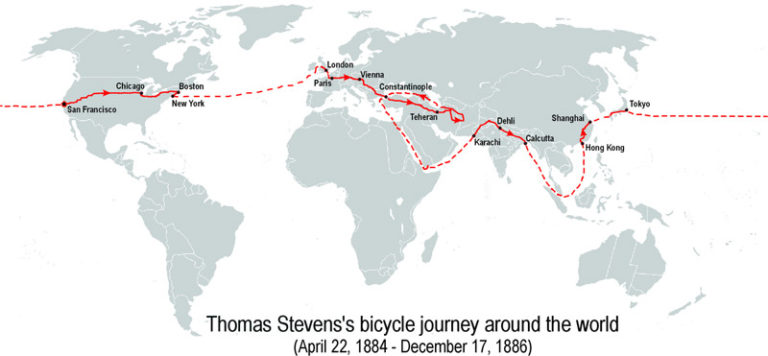 London
Vienna
Paris
Chicago
Boston
Constantinople
New York
San Francisco
Tokyo
Teheran
Shanghai
Dehli
Karachi
Calcutta
Hong Kong
Thomas Stevens's bicycle journey around the world
(April 22, 1884 - December 17, 1886)